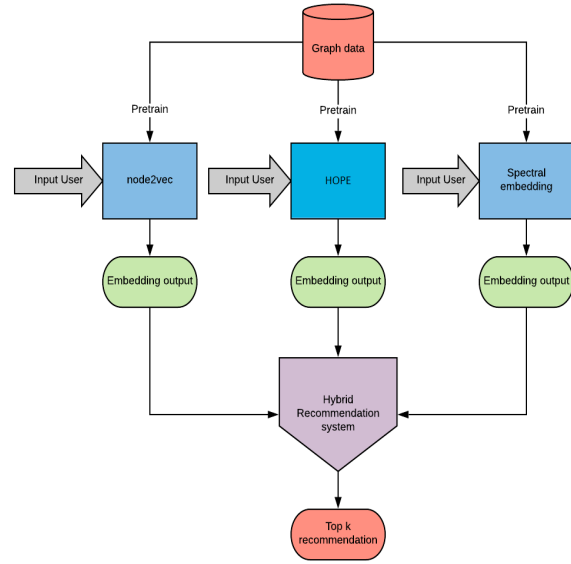 Graph data
Pretrain
Pretrain
Pretrain
Input User
node2vec
Input User
HOPE
Input User
Spectral
embedding
Embedding output
Embedding output
Embedding output
Hybrid
Recommendation
system
Top k
recommendation